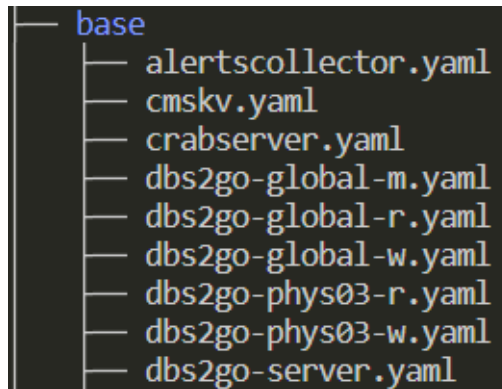 base
alertscollector.yaml
cmskv.yaml
crabserver.yaml
dbs2go-global-m.yaml
dbs2go-global-r.yaml
dbs2go-global-w.yaml
dbs2go-phys03-r.yaml
dbs2go-phys03-w.yaml
dbs2go-server.yaml